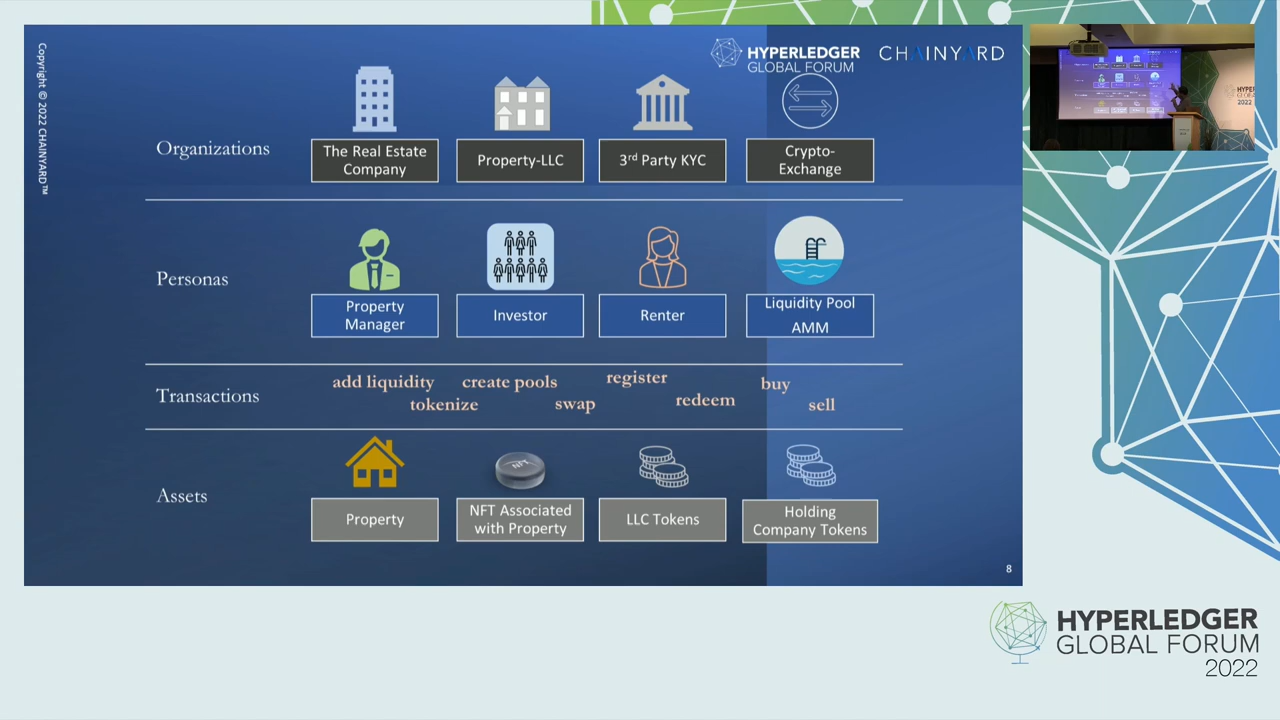 Copyright © 2022 CHAINYARD™
HYPERLEDGER
GLOBAL FORUM
CHAINYARD
Organizations
The Real Estate
Company
Property-LLC
3rd Party KYC
Crypto-
Exchange
Personas
Property
Manager
Investor
Renter
Liquidity Pool
AMM
Transactions
add liquidity
create pools
register
buy
tokenize
swap
redeem
sell
Assets
NFT
Property
NFT Associated
with Property
LLC Tokens
Holding
Company Tokens
8
HYPERLEDGER
GLOBAL FORUM
2022